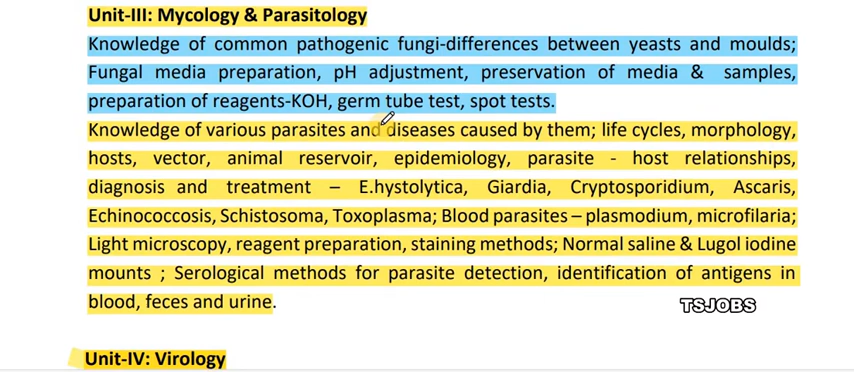 Unit-III: Mycology & Parasitology
Knowledge of common pathogenic fungi-differences between yeasts and moulds;
Fungal media preparation, pH adjustment, preservation of media & samples,
preparation of reagents-KOH, germ tube test, spot tests.
Knowledge of various parasites and diseases caused by them; life cycles, morphology,
hosts, vector, animal reservoir, epidemiology, parasite - host relationships,
diagnosis and treatment – E.hystolytica, Giardia, Cryptosporidium, Ascaris,
Echinococcosis, Schistosoma, Toxoplasma; Blood parasites – plasmodium, microfilaria;
Light microscopy, reagent preparation, staining methods; Normal saline & Lugol iodine
mounts ; Serological methods for parasite detection, identification of antigens in
blood, feces and urine.
TSJOBS
Unit-IV: Virology